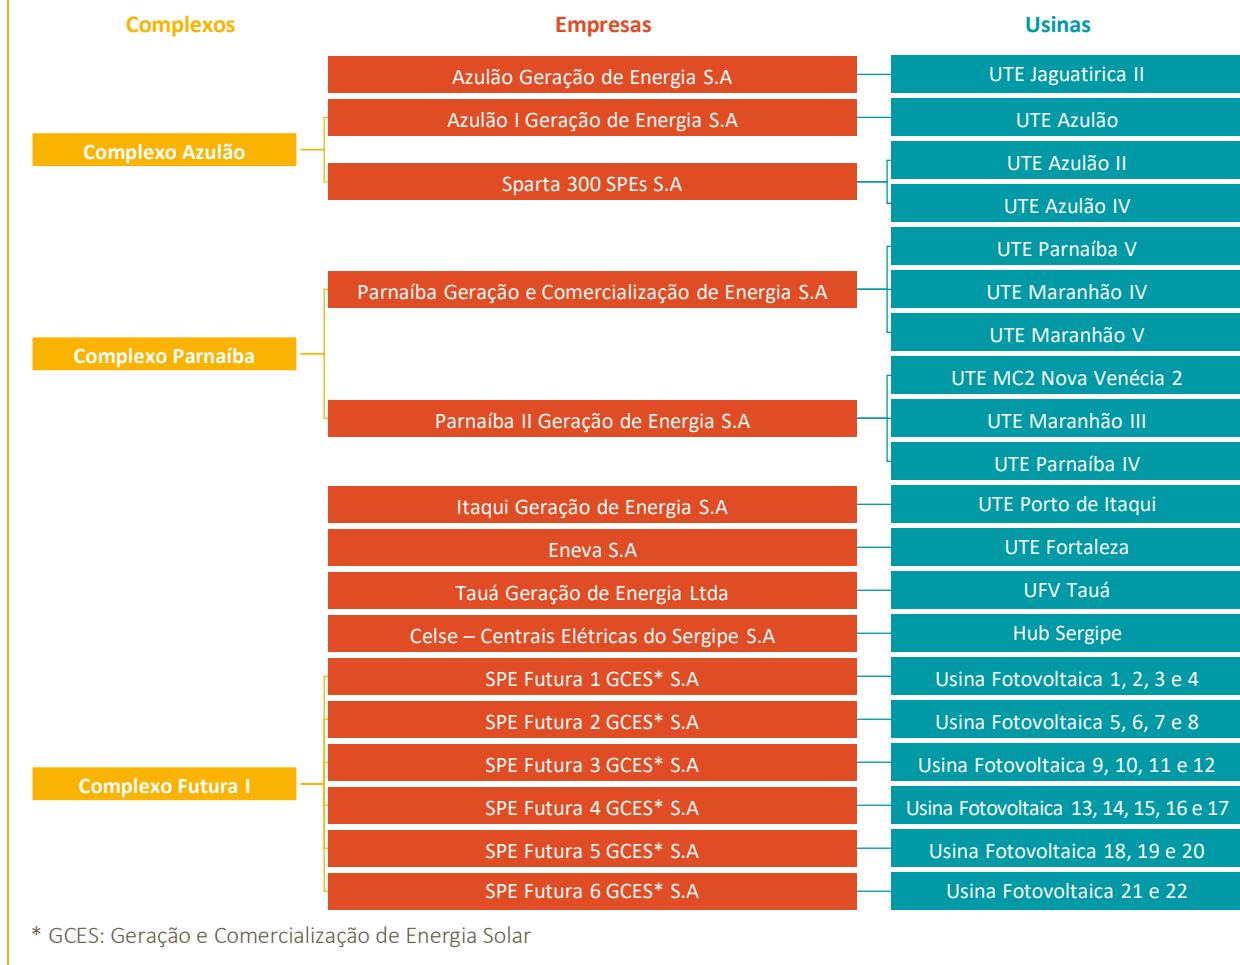 Complexos Empresas Usinas
Azulão Geração de Energia S.A UTE Jaguatirica II
Azulão I Geração de Energia S.A UTE Azulão
Complexo Azulão
Sparta 300 SPEs S.A UTE Azulão II
UTE Azulão IV
UTE Parnaíba V
Parnaíba Geração e Comercialização de Energia S.A UTE Maranhão IV
UTE Maranhão V
Complexo Parnaíba
UTE MC2 Nova Venécia 2
Parnaíba II Geração de Energia S.A UTE Maranhão III
UTE Parnaíba IV
Itaqui Geração de Energia S.A UTE Porto de Itaqui
Eneva S.A UTE Fortaleza
Tauá Geração de Energia Ltda UFV Tauá
Celse – Centrais Elétricas do Sergipe S.A Hub Sergipe
SPE Futura 1 GCES* S.A Usina Fotovoltaica 1, 2, 3 e 4
SPE Futura 2 GCES* S.A Usina Fotovoltaica 5, 6, 7 e 8
SPE Futura 3 GCES* S.A Usina Fotovoltaica 9, 10, 11 e 12
Complexo Futura I
SPE Futura 4 GCES* S.A Usina Fotovoltaica 13, 14, 15, 16 e 17
SPE Futura 5 GCES* S.A Usina Fotovoltaica 18, 19 e 20
SPE Futura 6 GCES* S.A Usina Fotovoltaica 21 e 22
* GCES: Geração e Comercialização de Energia Solar